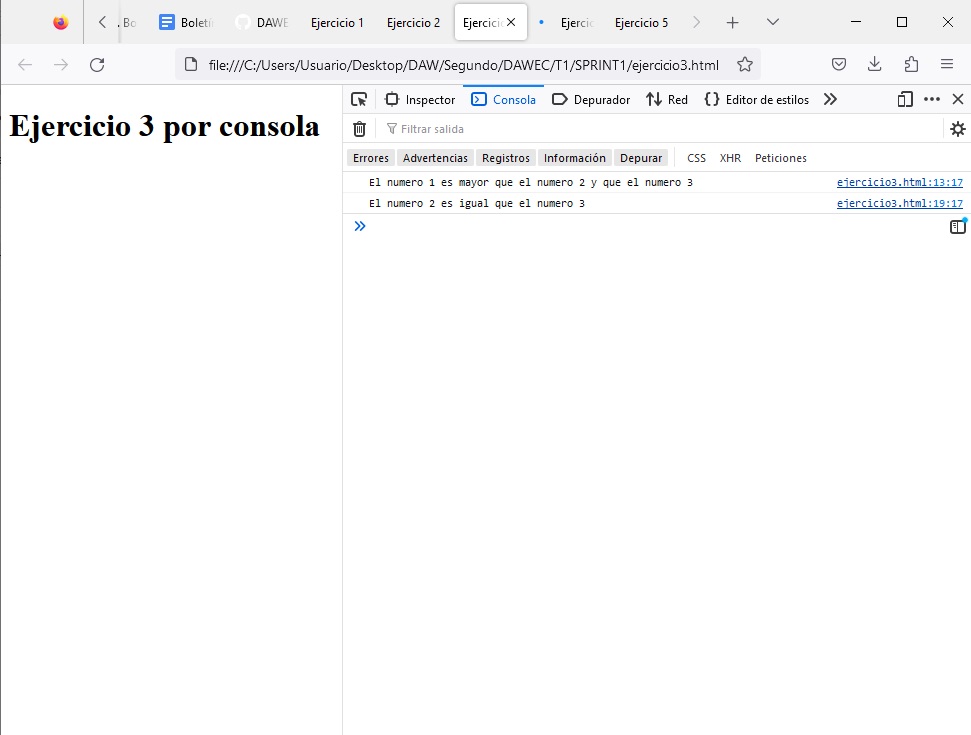 . Bo Boletí DAWE Ejercicio 1 Ejercicio 2 Ejercici Ejercic Ejercicio 5
file:///C:/Users/Usuario/Desktop/DAW/Segundo/DAWEC/T1/SPRINT1/ejercicio3.html
Ejercicio 3 por consola
Inspector Consola Depurador Red Editor de estilos
Filtrar salida
Errores Advertencias Registros Información Depurar CSS XHR Peticiones
El numero 1 es mayor que el numero 2 y que el numero 3 ejercicio3.html:13:17
El numero 2 es igual que el numero 3 ejercicio3.html:19:17